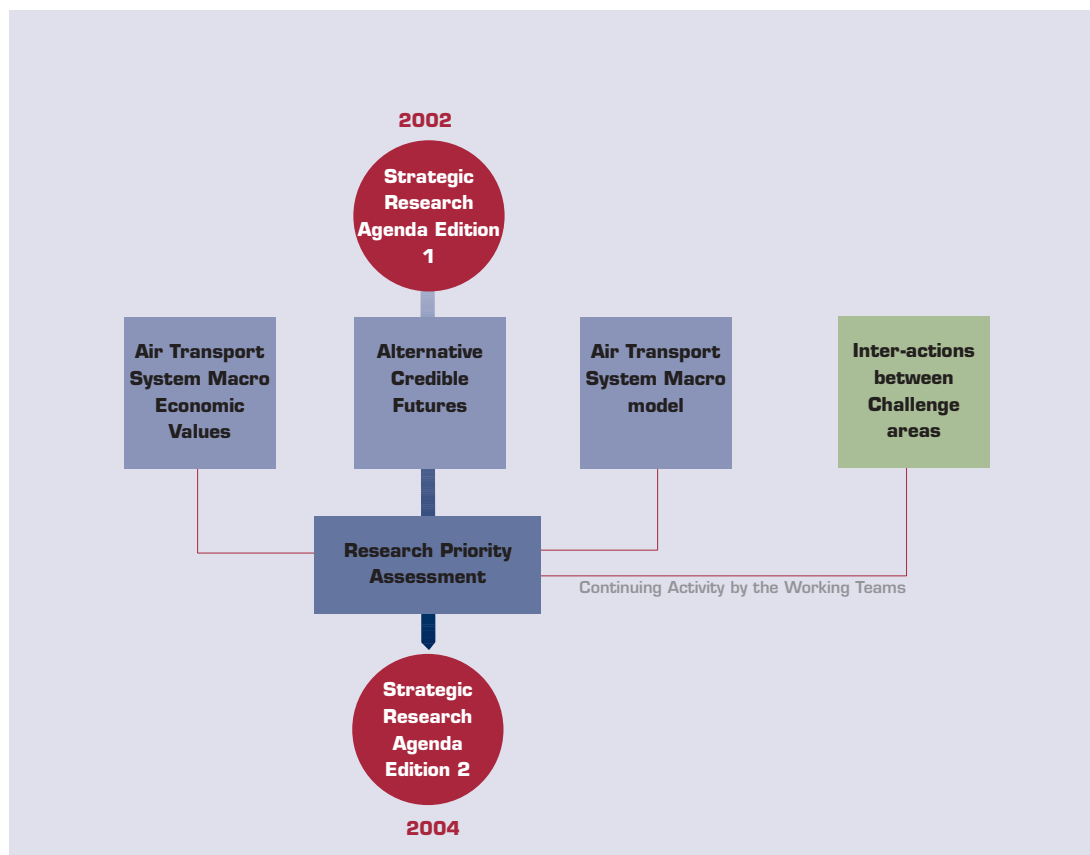 2002
Strategic
Research
Agenda Edition
1
Air Transport
System Macro
Economic
Values
Alternative
Credible
Futures
Air Transport
System Macro
model
Inter-actions
between
Challenge
areas
Research Priority
Assessment
Continuing Activity by the Working Teams
Strategic
Research
Agenda
Edition 2
2004